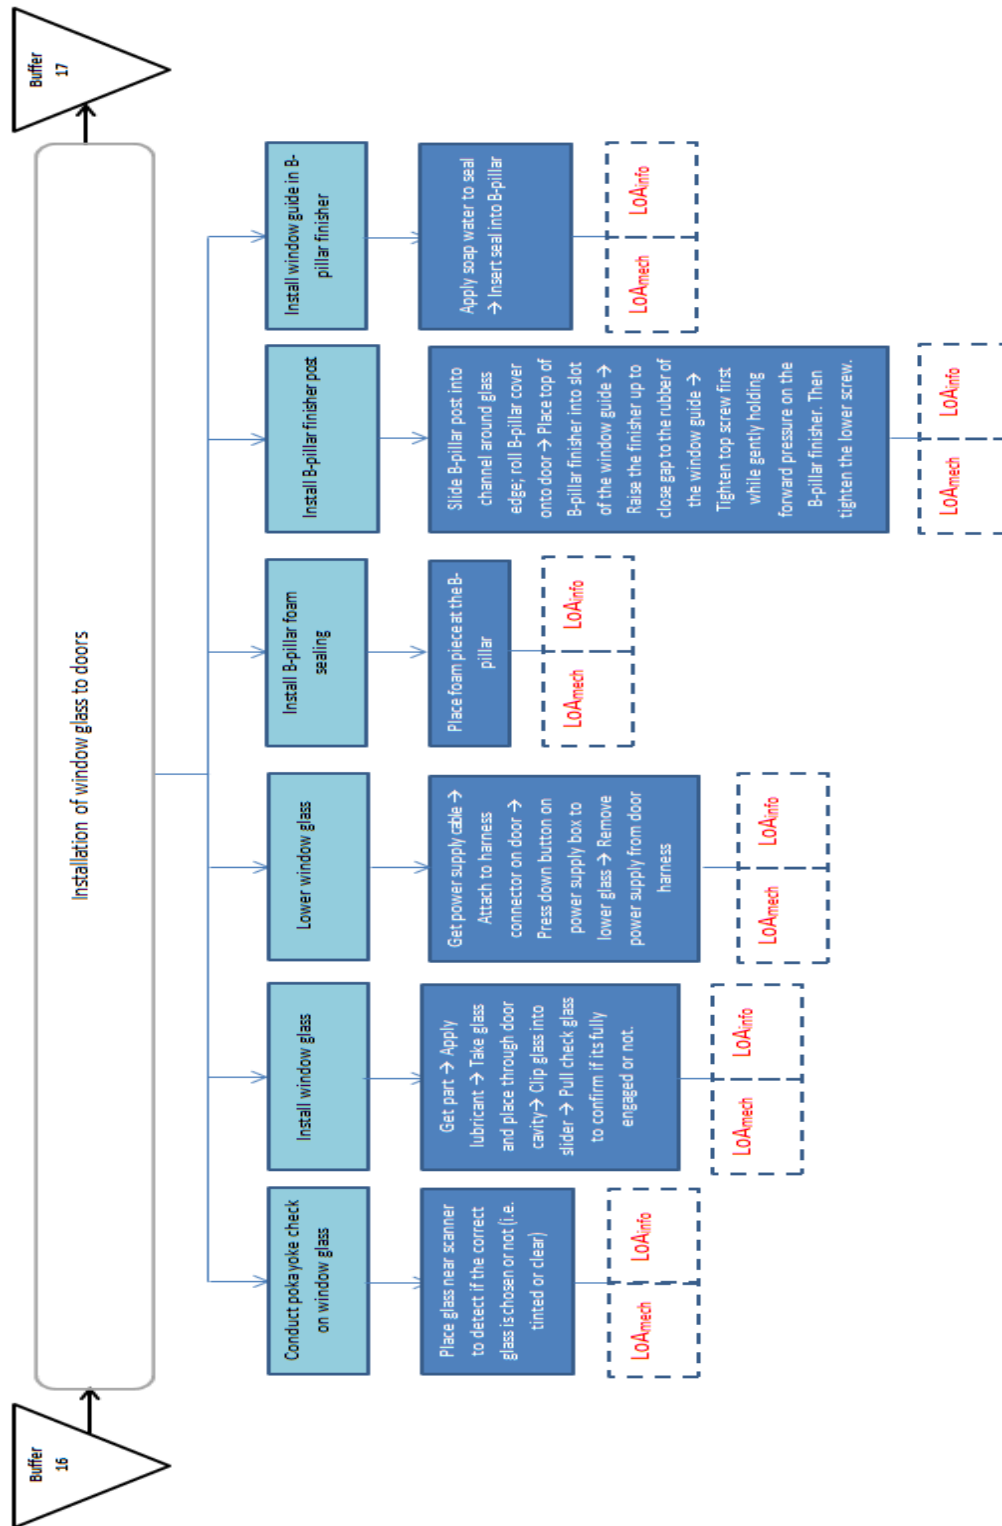 Buffer
16
Installation of window glass to doors
Buffer
17
Conduct poka yoke check
on window glass
Install window glass
Lower window glass
Install B-pillar foam
sealing
Install B-pillar finisher post
Install window guide in B-
pillar finisher
Place glass near scanner
to detect if the correct
glass is chosen or not (i.e.
tinted or clear)
Get part → Apply
lubricant → Take glass
and place through door
cavity→ Clip glass into
slider → Pull check glass
to confirm if its fully
engaged or not.
Get power supply cable →
Attach to harness
connector on door →
Press down button on
power supply box to
lower glass → Remove
power supply from door
harness
Place foam piece at the B-
pillar
Slide B-pillar post into
channel around glass
edge; roll B-pillar cover
onto door → Place top of
B-pillar finisher into slot
of the window guide →
Raise the finisher up to
close gap to the rubber of
the window guide →
Tighten top screw first
while gently holding
forward pressure on the
B-pillar finisher. Then
tighten the lower screw.
Apply soap water to seal
→ Insert seal into B-pillar
LoAmech LoAinfo
LoAmech LoAinfo
LoAmech LoAinfo
LoAmech LoAinfo
LoAmech LoAinfo
LoAmech LoAinfo